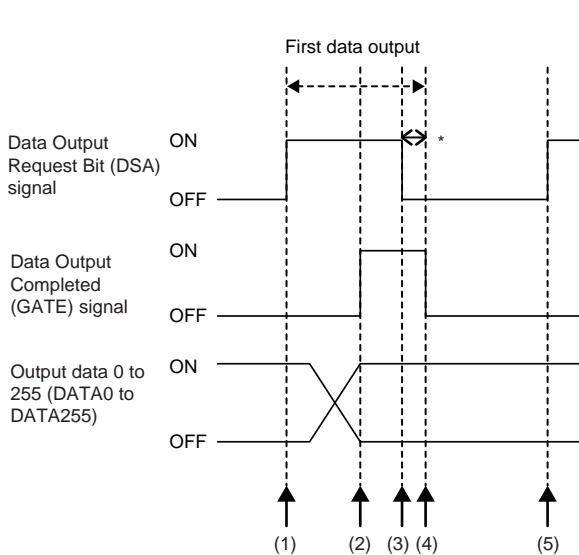 First data output
Data Output
Request Bit (DSA)
signal
ON
OFF
*
Data Output
Completed
(GATE) signal
ON
OFF
Output data 0 to
255 (DATA0 to
DATA255)
ON
OFF
(1) (2) (3) (4) (5)